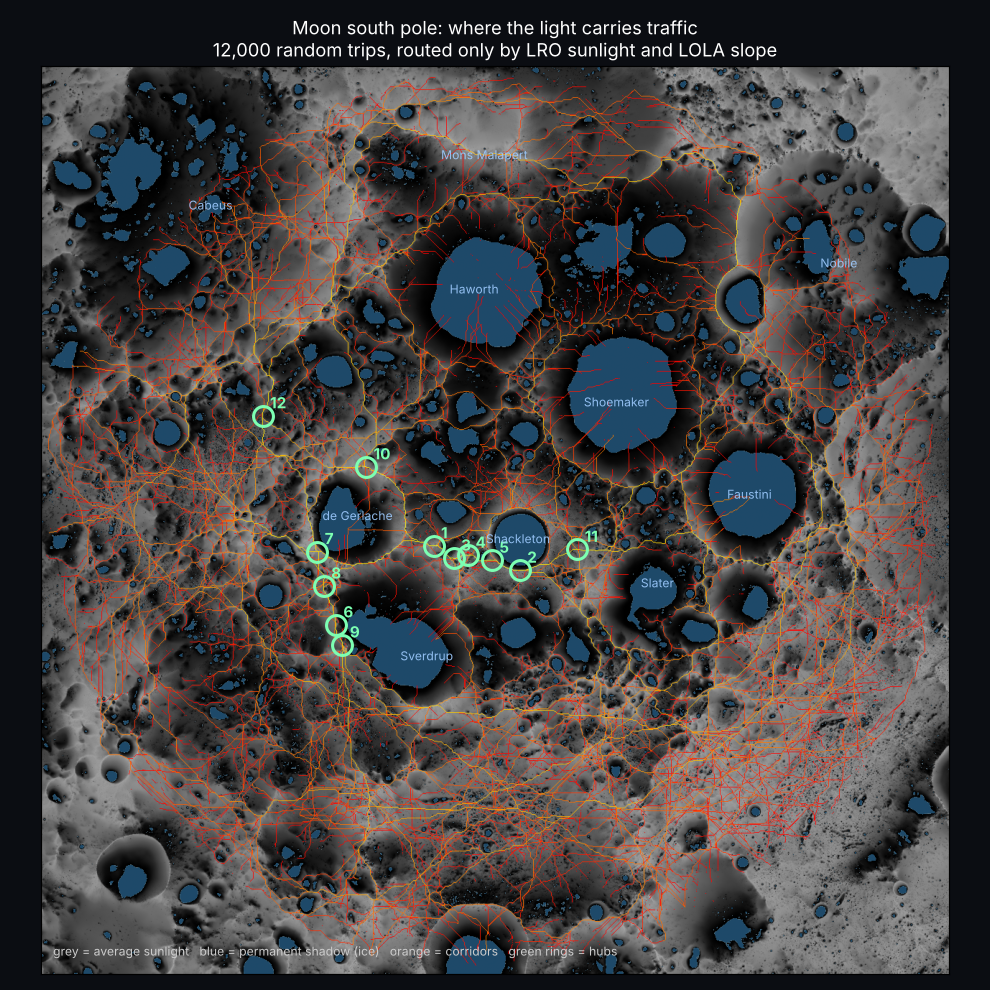 Moon south pole: where the light carries traffic
12,000 random trips, routed only by LRO sunlight and LOLA slope
Mons Malapert
Cabeus
Nobile
Haworth
Shoemaker
12
10
Faustini
de Gerlache
Shackleton
1
3
4
5
2
11
7
8
Slater
6
9
Sverdrup
grey = average sunlight   blue = permanent shadow (ice)   orange = corridors   green rings = hubs